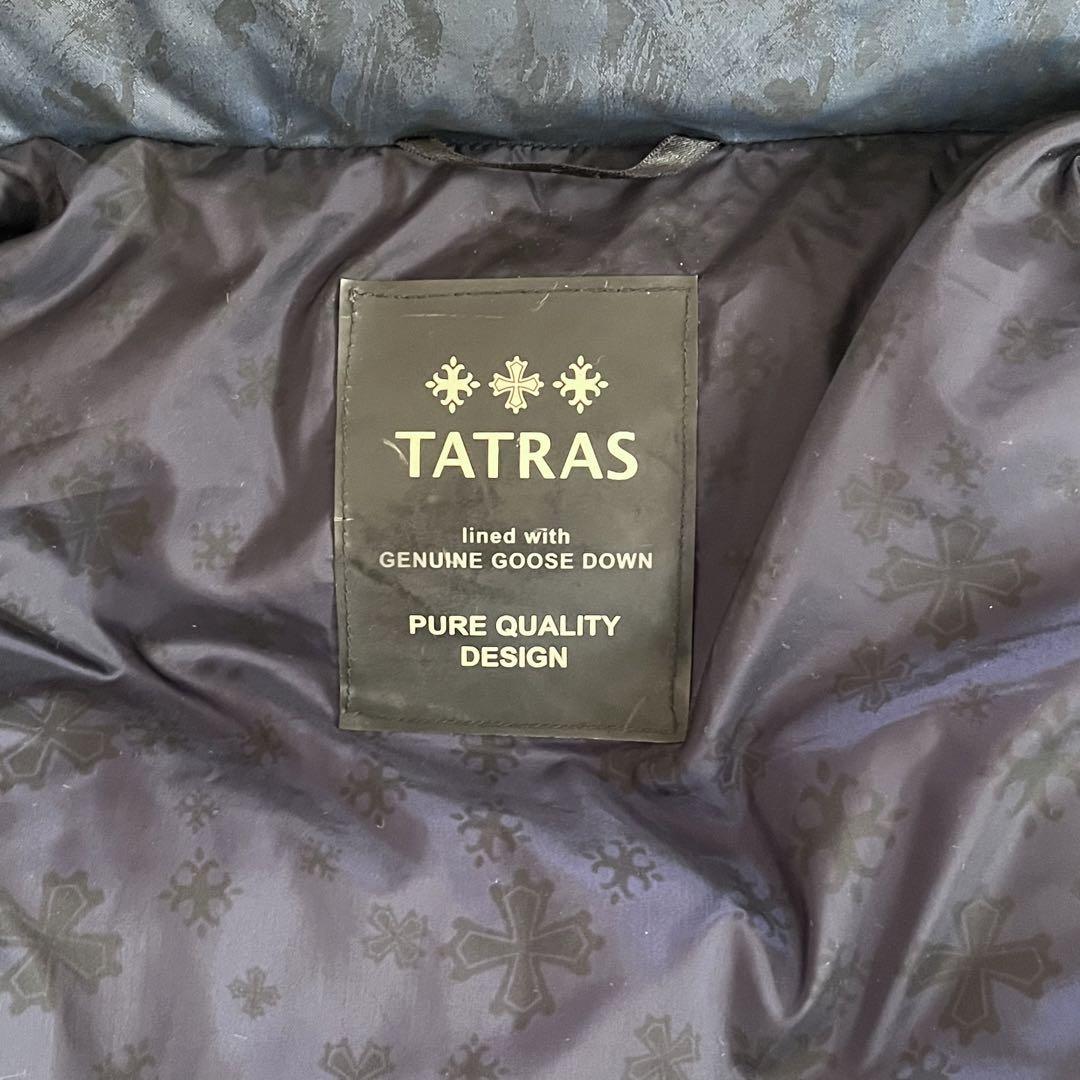 TATRAS
lined with
GENUINE GOOSE DOWN
PURE QUALITY
DESIGN